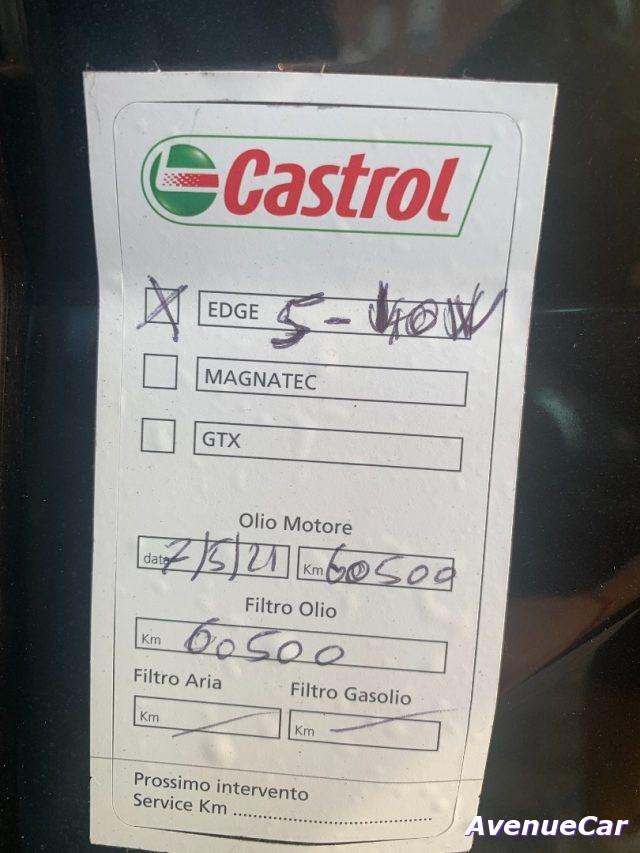 Castrol
X EDGE 5-40W
MAGNATEC
GTX
Olio Motore
data 7/5/21 Km 60500
Filtro Olio
Km 60500
Filtro Aria Filtro Gasolio
Km Km
Prossimo intervento
Service Km ........................................
AvenueCar